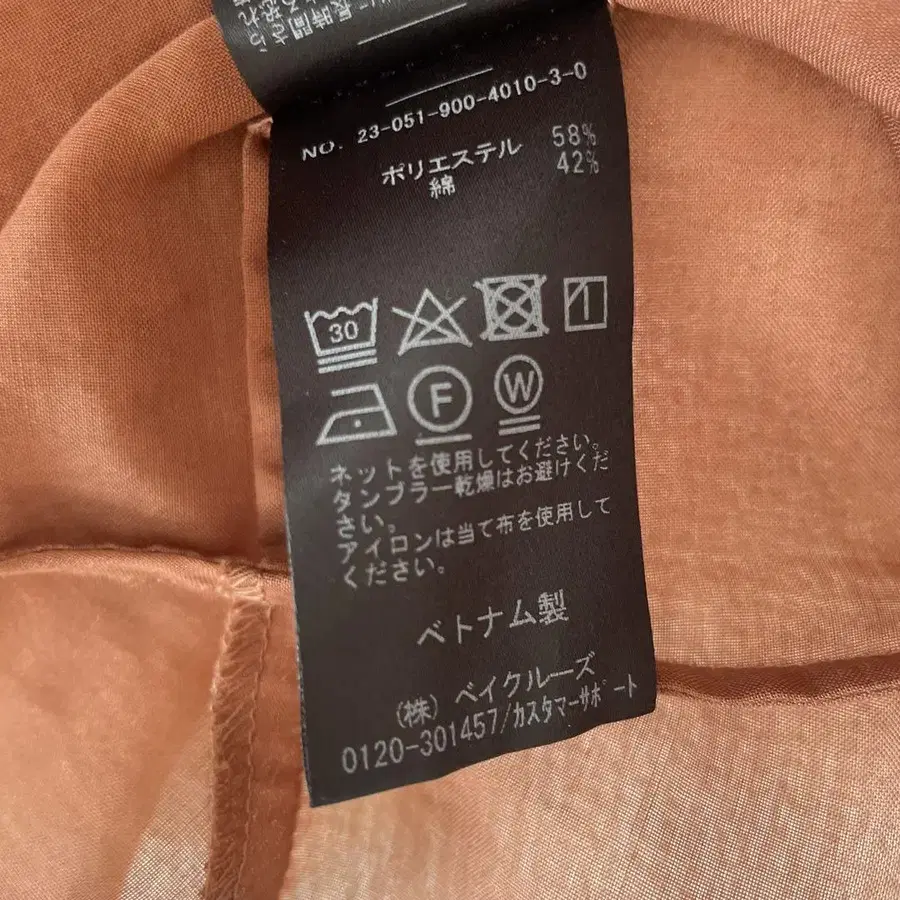 NO. 23-051-900-4010-3-0
ポリエステル 58%
綿 42%
30
F W
ネットを使用してください。
タンブラー乾燥はお避けくだ
さい。
アイロンは当て布を使用して
ください。
ベトナム製
(株) ベイクルーズ
0120-301457/カスタマーサポート